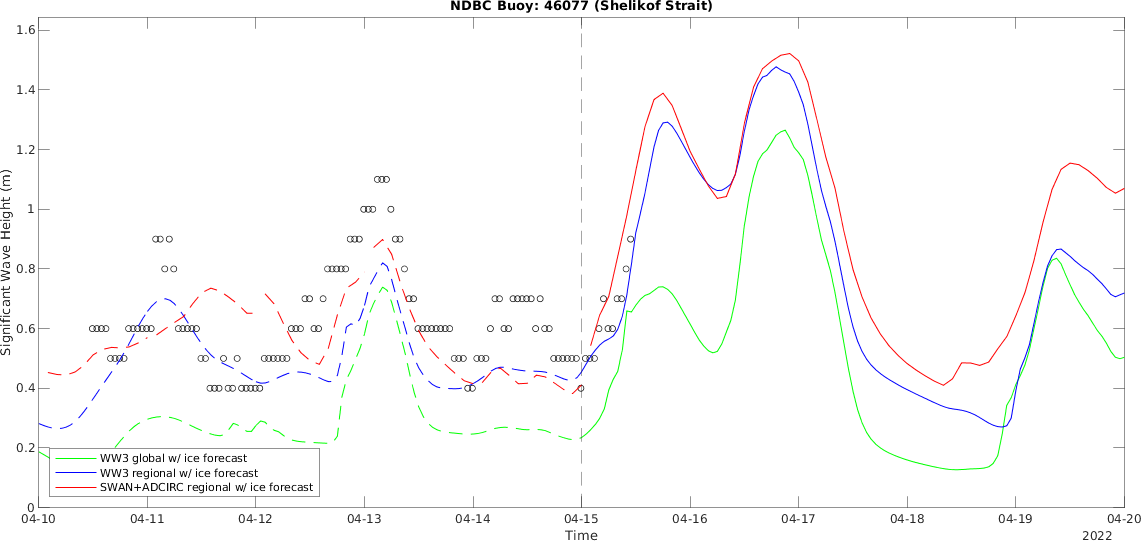 NDBC Buoy: 46077 (Shelikof Strait)
1.6
1.4
1.2
1
0.8
0.6
0.4
0.2
0
Significant Wave Height (m)
WW3 global w/ ice forecast
WW3 regional w/ ice forecast
SWAN+ADCIRC regional w/ ice forecast
04-10 04-11 04-12 04-13 04-14 04-15 04-16 04-17 04-18 04-19 04-20
Time
2022